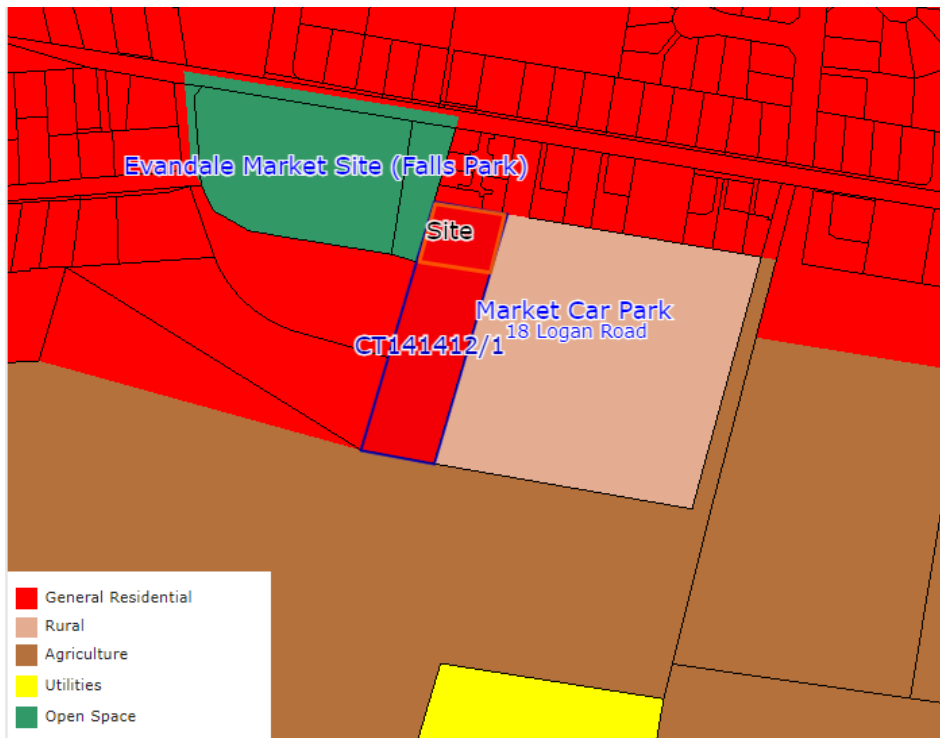 Evandale Market Site (Falls Park)
Site
Market Car Park
18 Logan Road
CT141412/1
General Residential
Rural
Agriculture
Utilities
Open Space